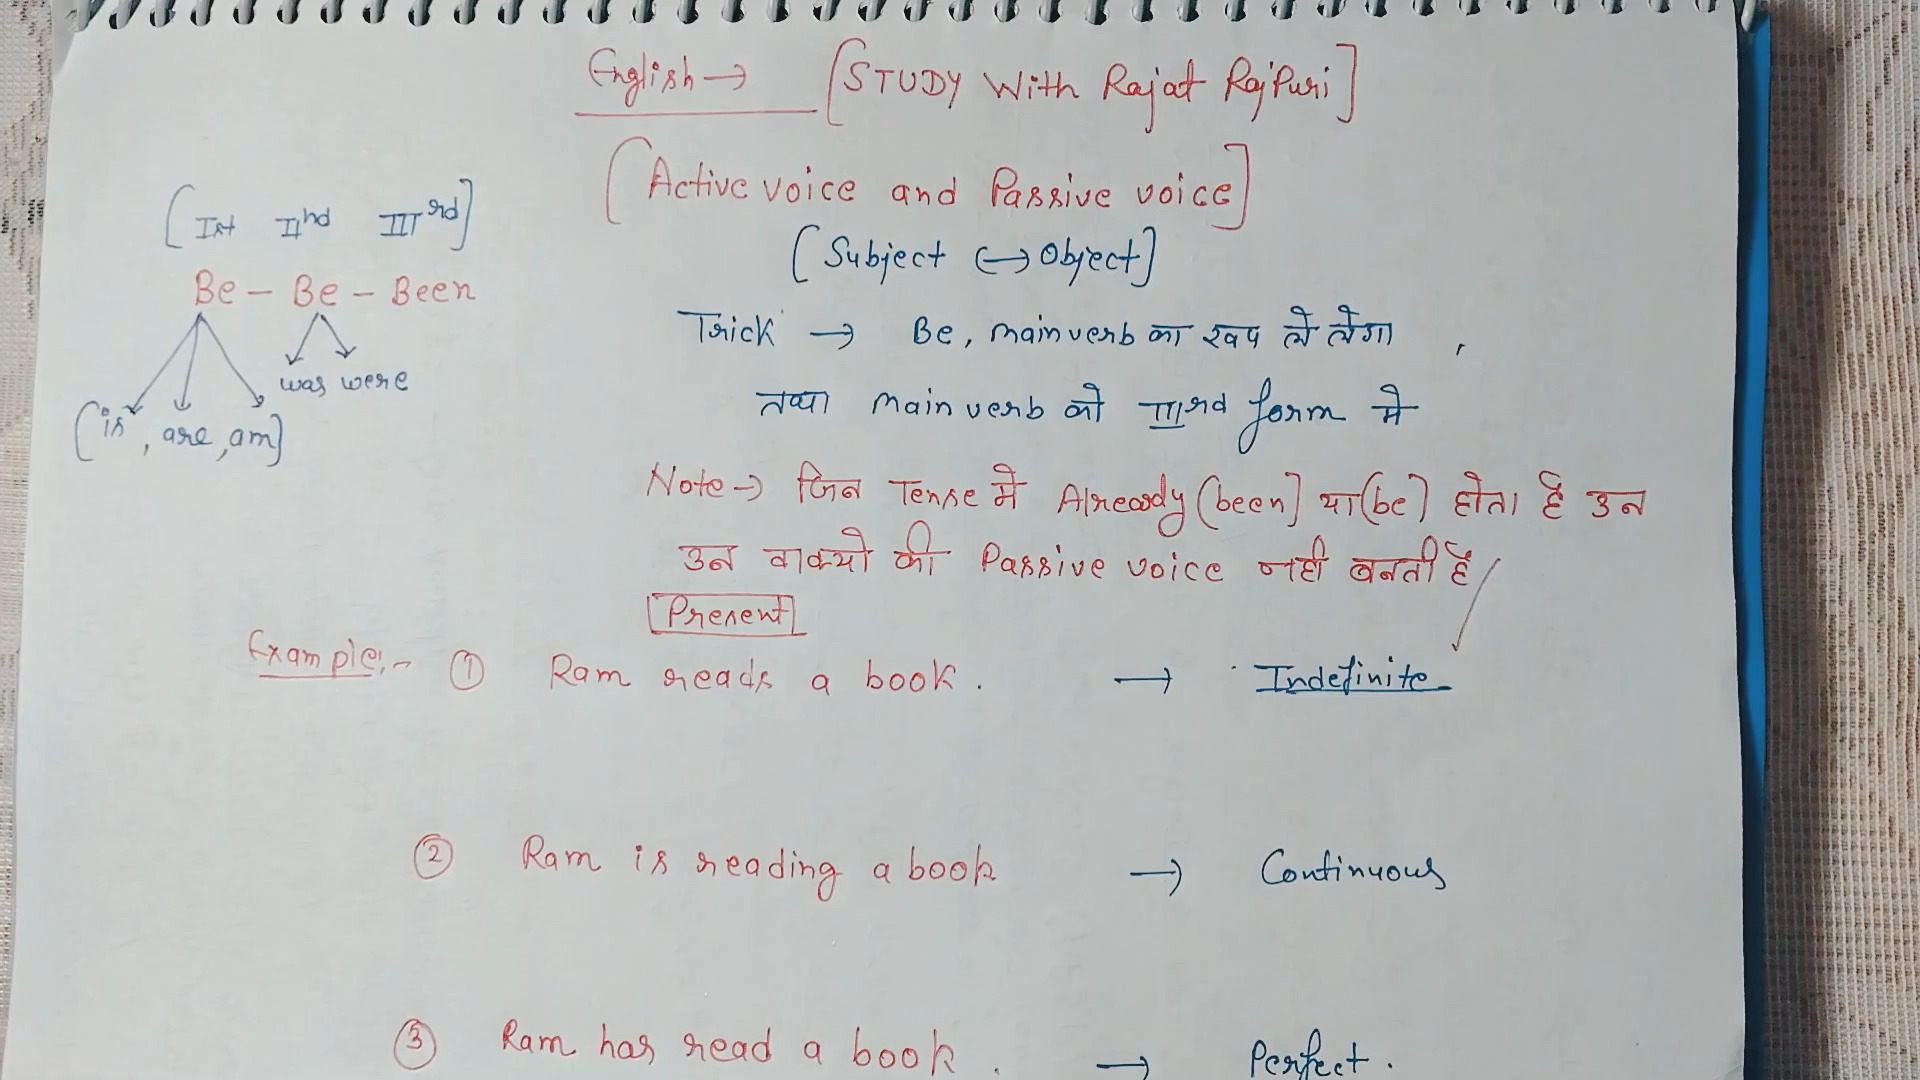 English → [STUDY With Rajat RajPuri]
[Active voice and Passive voice]
[Subject ↔ Object]
[Ist IInd IIIrd]
Be – Be – Been
was were
[is, are, am]
Trick → Be, main verb का रूप ले लेगा
तथा main verb की IIIrd form में
Note → जिन Tense में Already (been] या (be] होता है उन
उन वाक्यो की Passive voice नही बनती है
[Present]
Example:- ① Ram reads a book. → Indefinite
② Ram is reading a book → Continuous
③ Ram has read a book. → Perfect.